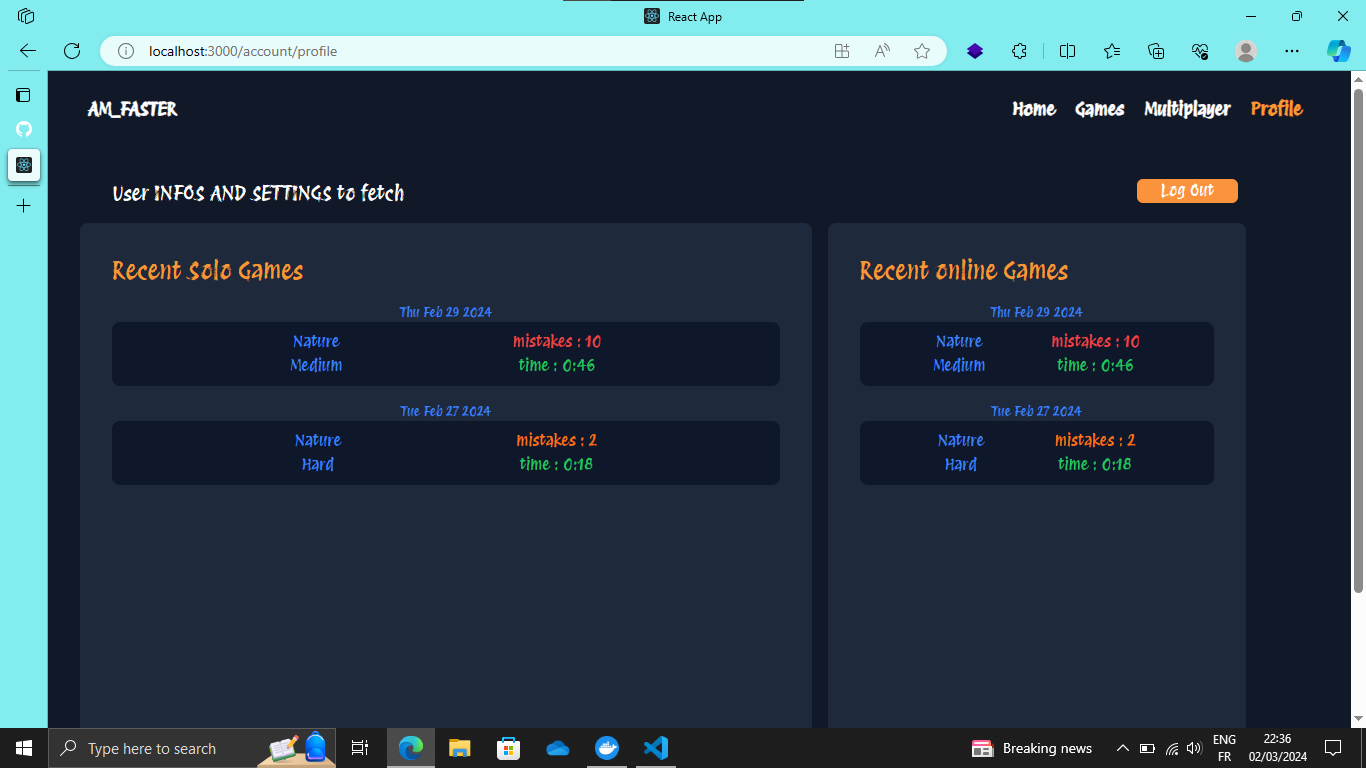 React App
localhost:3000/account/profile
AM_FASTER
Home Games Multiplayer Profile
User INFOS AND SETTINGS to fetch
Log Out
Recent Solo Games
Thu Feb 29 2024
Nature mistakes : 10
Medium time : 0:46
Tue Feb 27 2024
Nature mistakes : 2
Hard time : 0:18
Recent online Games
Thu Feb 29 2024
Nature mistakes : 10
Medium time : 0:46
Tue Feb 27 2024
Nature mistakes : 2
Hard time : 0:18
Type here to search
Breaking news
ENG
FR
22:36
02/03/2024